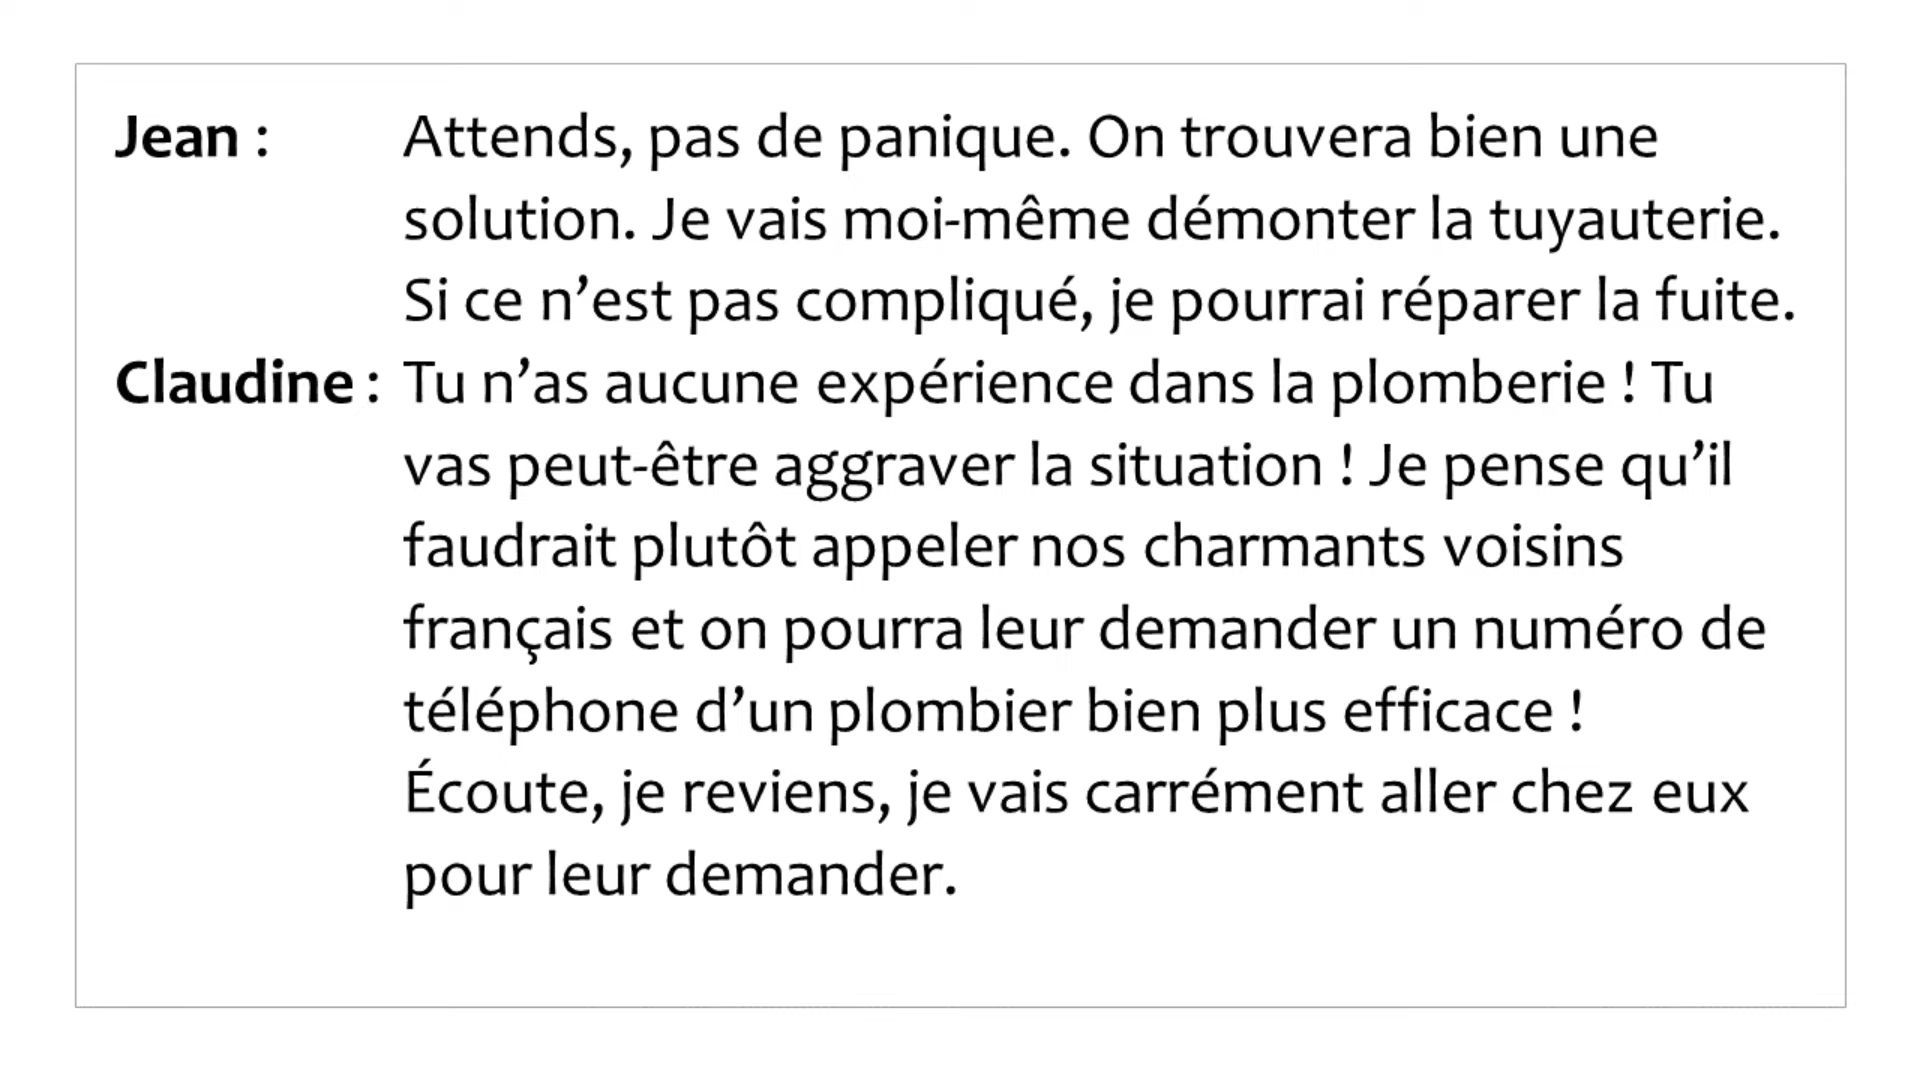 Jean : Attends, pas de panique. On trouvera bien une
solution. Je vais moi-même démonter la tuyauterie.
Si ce n’est pas compliqué, je pourrai réparer la fuite.
Claudine : Tu n’as aucune expérience dans la plomberie ! Tu
vas peut-être aggraver la situation ! Je pense qu’il
faudrait plutôt appeler nos charmants voisins
français et on pourra leur demander un numéro de
téléphone d’un plombier bien plus efficace !
Écoute, je reviens, je vais carrément aller chez eux
pour leur demander.